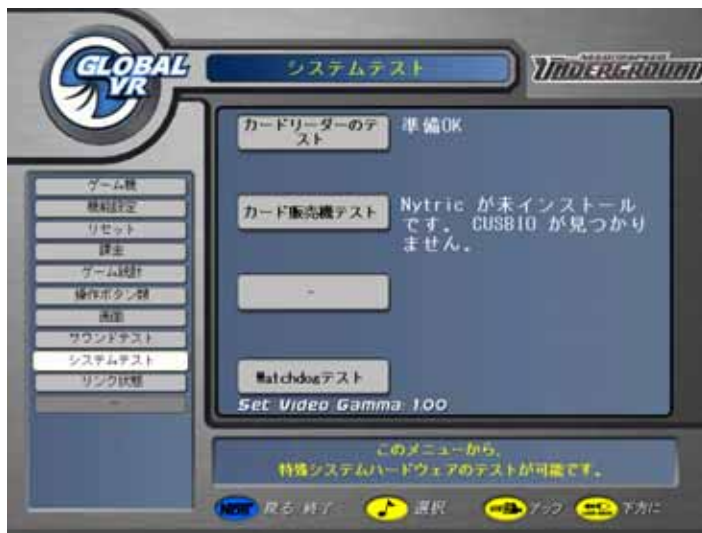 GLOBAL VR
システムテスト
UNDERGROUND
カードリーダーのテスト
準備OK
ゲーム機
機能設定
リセット
課金
ゲーム統計
操作ボタン類
画面
サウンドテスト
システムテスト
リンク状態
-
カード販売機テスト
Nytric が未インストール
です。 CUSBIO が見つかり
ません。
-
Watchdogテスト
Set Video Gamma 1.00
このメニューから、
特殊システムハードウェアのテストが可能です。
戻る/終了
選択
アップ
下方に